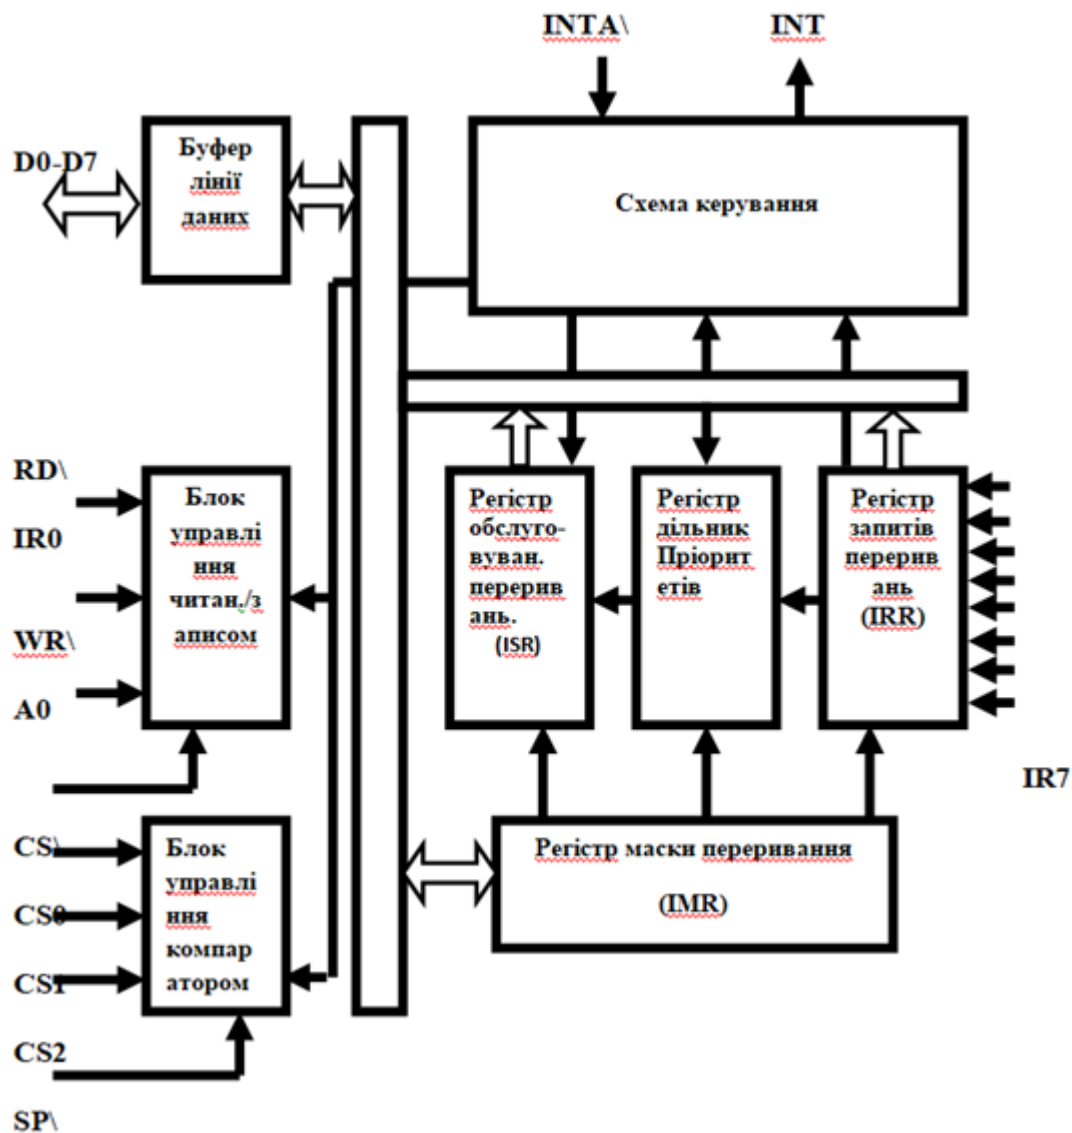 INTA\
INT
D0-D7
Буфер
лінії
даних
Схема керування
RD\
IR0
WR\
A0
Блок
управлі
ння
читан./з
аписом
Регістр
обслуго-
вуван.
перерив
ань.
(ISR)
Регістр
дільник
Пріорит
етів
Регістр
запитів
перерив
ань
(IRR)
IR7
CS\
CS0
CS1
CS2
SP\
Блок
управлі
ння
компар
атором
Регістр маски переривання
(IMR)